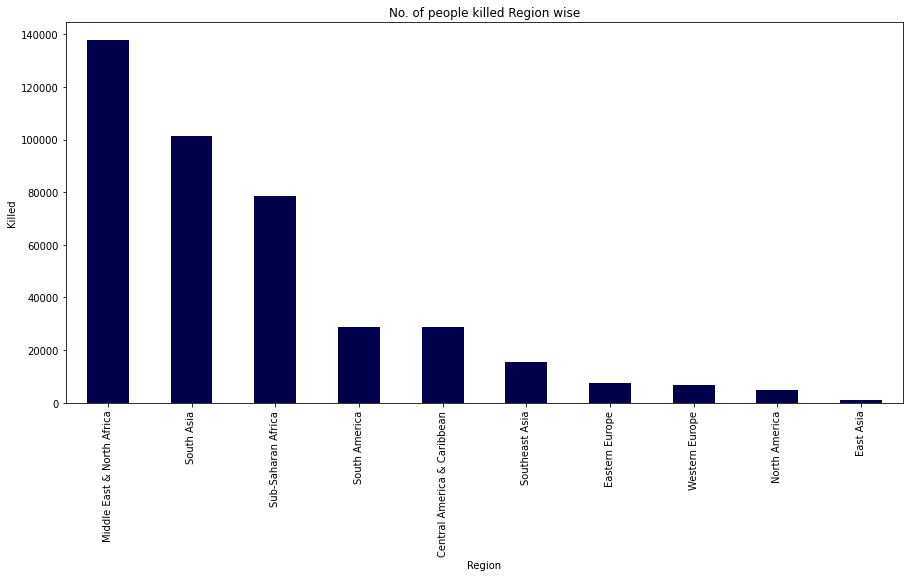 No. of people killed Region wise
Killed
140000
120000
100000
80000
60000
40000
20000
0
Middle East & North Africa
South Asia
Sub-Saharan Africa
South America
Central America & Caribbean
Southeast Asia
Eastern Europe
Western Europe
North America
East Asia
Region